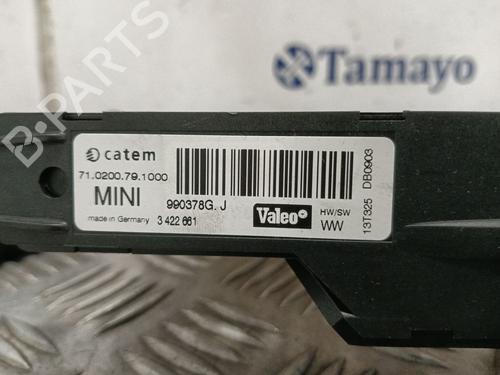 Tamayo
B-PARTS
catem
71.0200.79.1000
MINI
990378G. J
made in Germany
3 422 661
Valeo
HW/SW
WW
13T325 DB0903